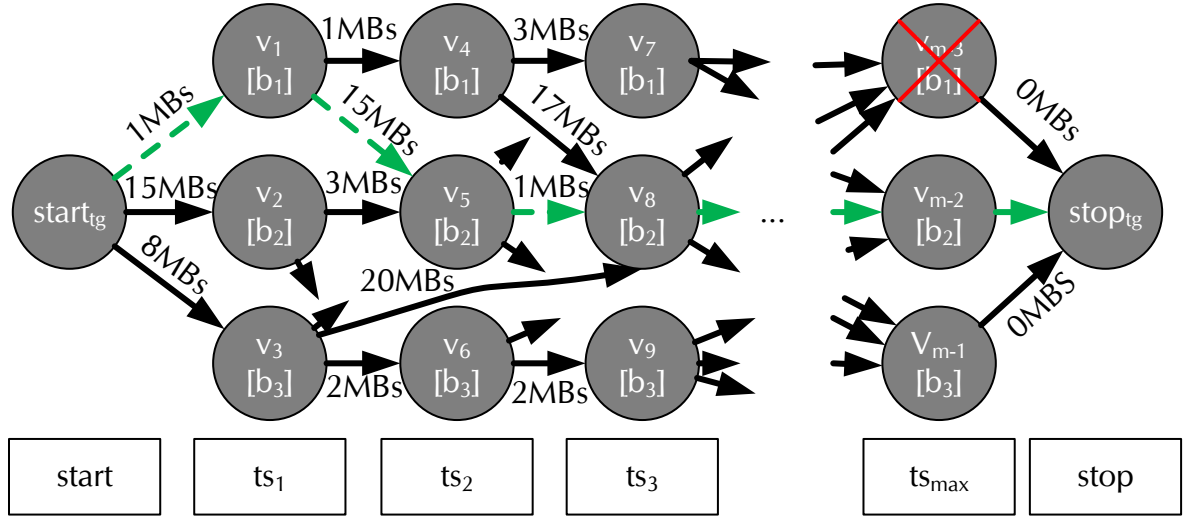 1MBs
3MBs
v1
[b1]
v4
[b1]
v7
[b1]
vm-3
[b1]
1MBs
15MBs
17MBs
0MBs
starttg
15MBs
v2
[b2]
3MBs
v5
[b2]
1MBs
v8
[b2]
...
vm-2
[b2]
stoptg
8MBs
20MBs
0MBS
v3
[b3]
2MBs
v6
[b3]
2MBs
v9
[b3]
Vm-1
[b3]
start
ts1
ts2
ts3
tsmax
stop